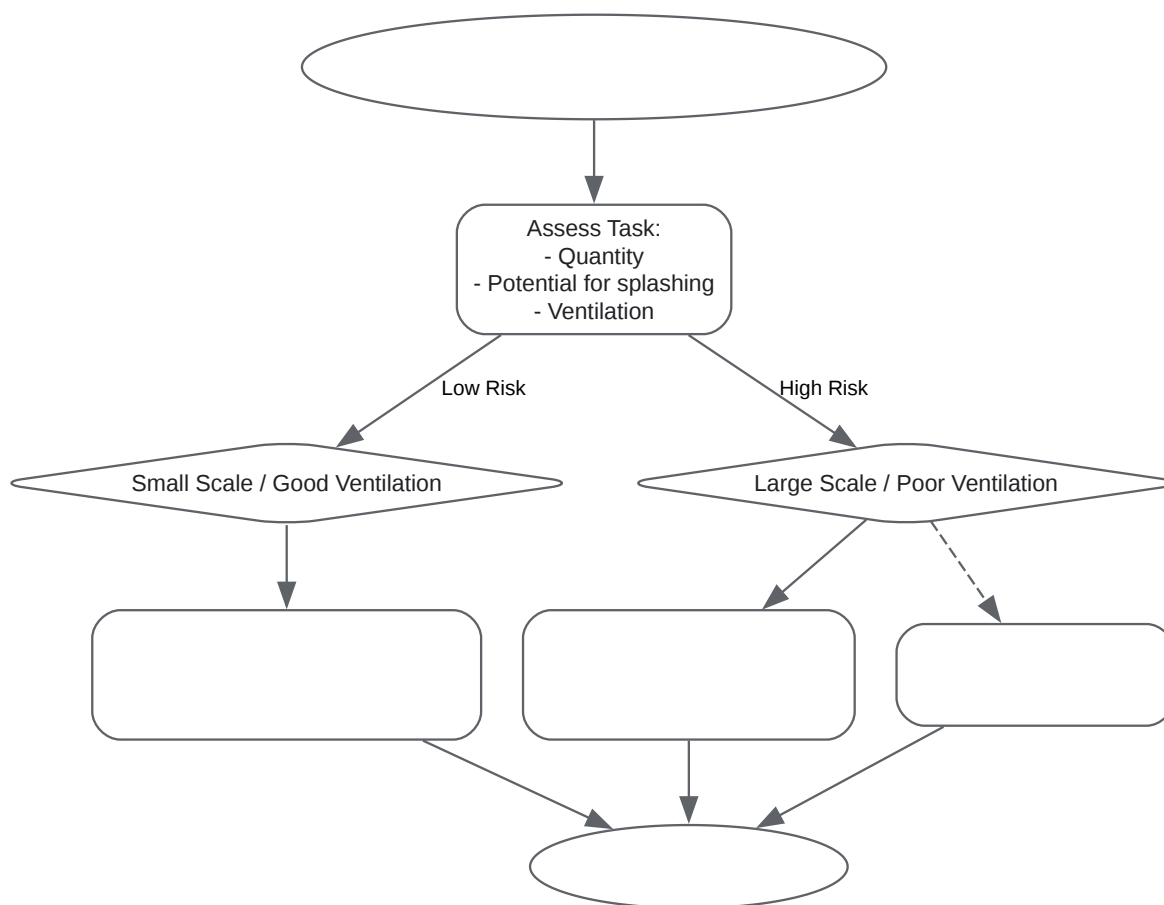 Assess Task:
- Quantity
- Potential for splashing
- Ventilation
Low Risk
High Risk
Small Scale / Good Ventilation
Large Scale / Poor Ventilation